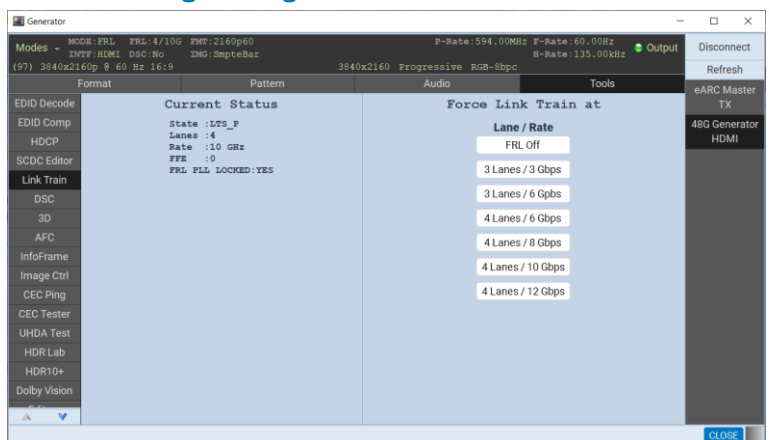 Generator
Modes
MODE:FRL FRL:4/10G FMT:2160p60
INTF:HDMI DSC:No IMG:SmpteBar
P-Rate:594.00MHz F-Rate:60.00Hz
H-Rate:135.00kHz
Output
(97) 3840x2160p @ 60 Hz 16:9
3840x2160 Progressive RGB-8bpc
Disconnect
Refresh
Format
Pattern
Audio
Tools
eARC Master
TX
48G Generator
HDMI
EDID Decode
EDID Comp
HDCP
SCDC Editor
Link Train
DSC
3D
AFC
InfoFrame
Image Ctrl
CEC Ping
CEC Tester
UHDA Test
HDR Lab
HDR10+
Dolby Vision
Current Status
State :LTS_P
Lanes :4
Rate :10 GHz
FFE :0
FRL PLL LOCKED:YES
Force Link Train at
Lane / Rate
FRL Off
3 Lanes / 3 Gbps
3 Lanes / 6 Gbps
4 Lanes / 6 Gbps
4 Lanes / 8 Gbps
4 Lanes / 10 Gbps
4 Lanes / 12 Gbps
CLOSE